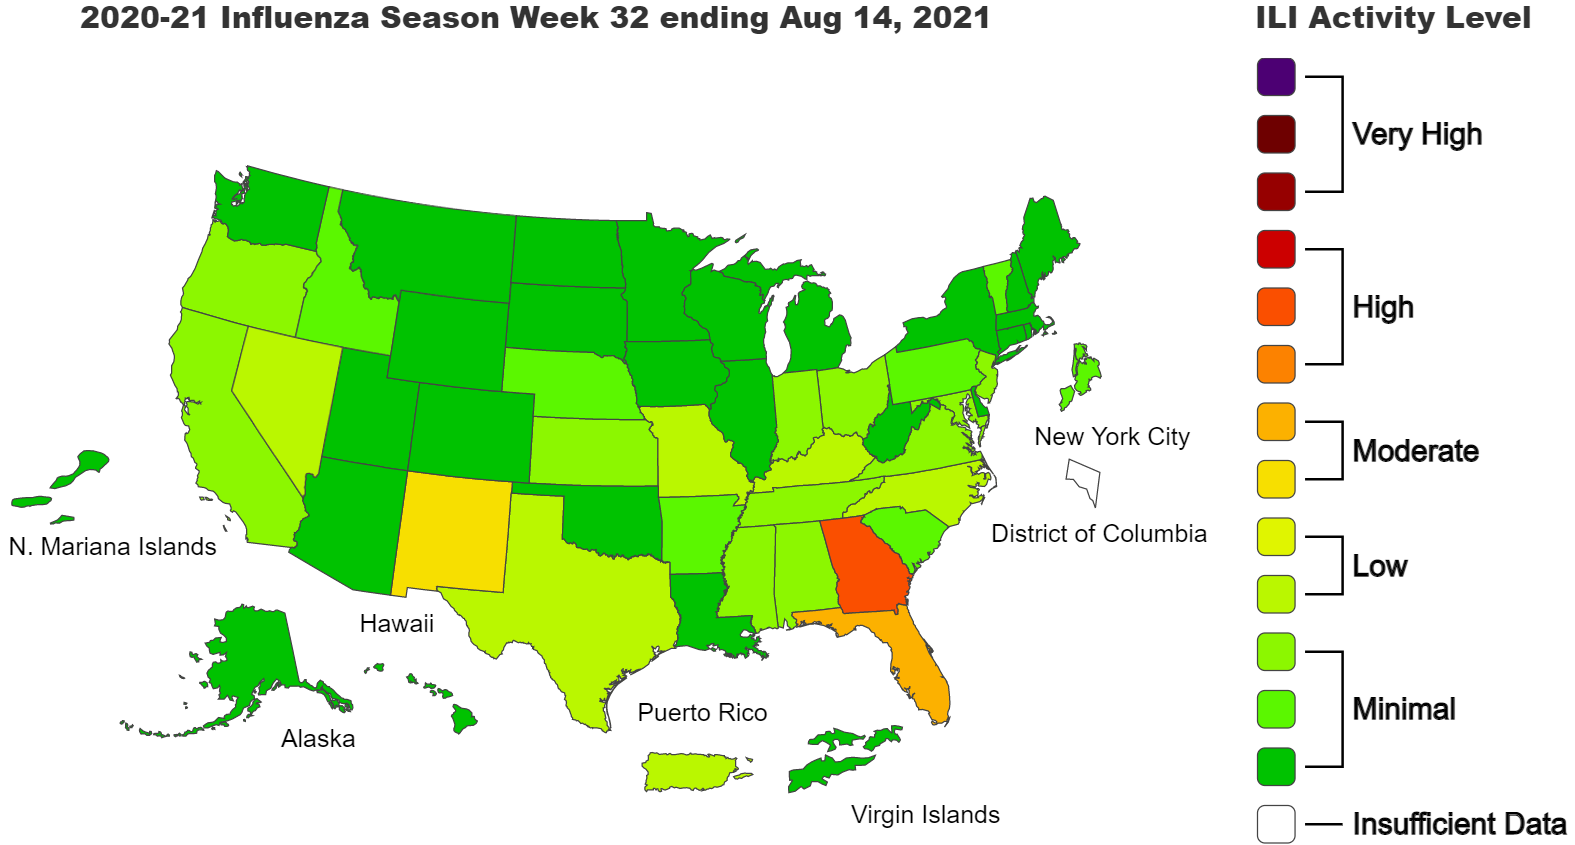 2020-21 Influenza Season Week 32 ending Aug 14, 2021
ILI Activity Level
Very High
High
Moderate
Low
Minimal
Insufficient Data
New York City
District of Columbia
N. Mariana Islands
Hawaii
Alaska
Puerto Rico
Virgin Islands